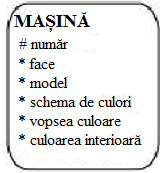 MAȘINĂ
# număr
* face
* model
* schema de culori
* vopsea culoare
* culoarea interioară